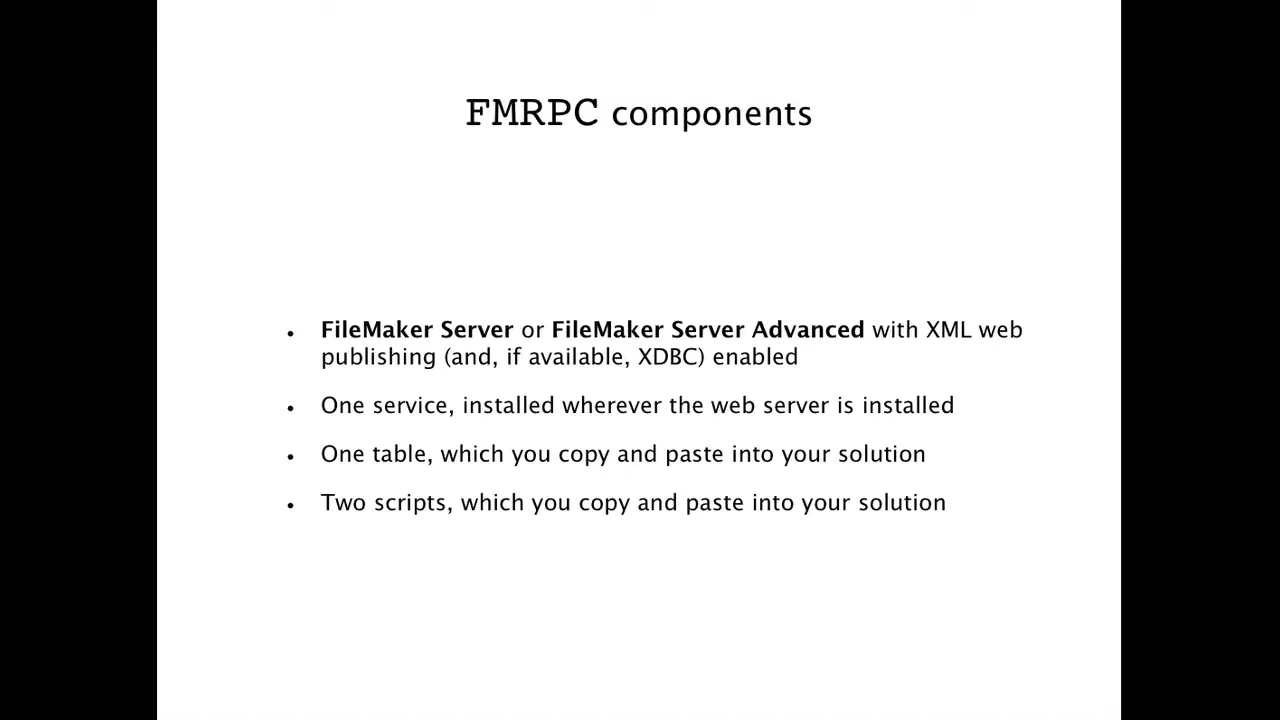 FMRPC components
• FileMaker Server or FileMaker Server Advanced with XML web
publishing (and, if available, XDBC) enabled
• One service, installed wherever the web server is installed
• One table, which you copy and paste into your solution
• Two scripts, which you copy and paste into your solution